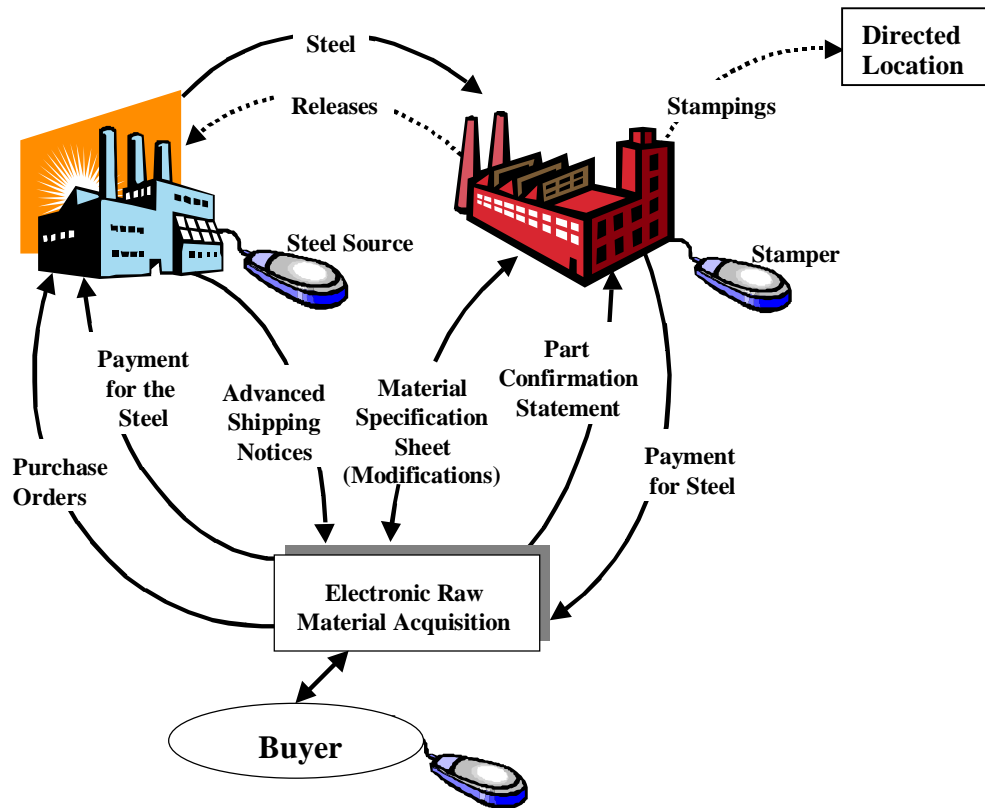 Steel
Directed
Location
Releases
Stampings
Steel Source
Stamper
Payment
for the
Steel
Advanced
Shipping
Notices
Material
Specification
Sheet
(Modifications)
Part
Confirmation
Statement
Payment
for Steel
Purchase
Orders
Electronic Raw
Material Acquisition
Buyer